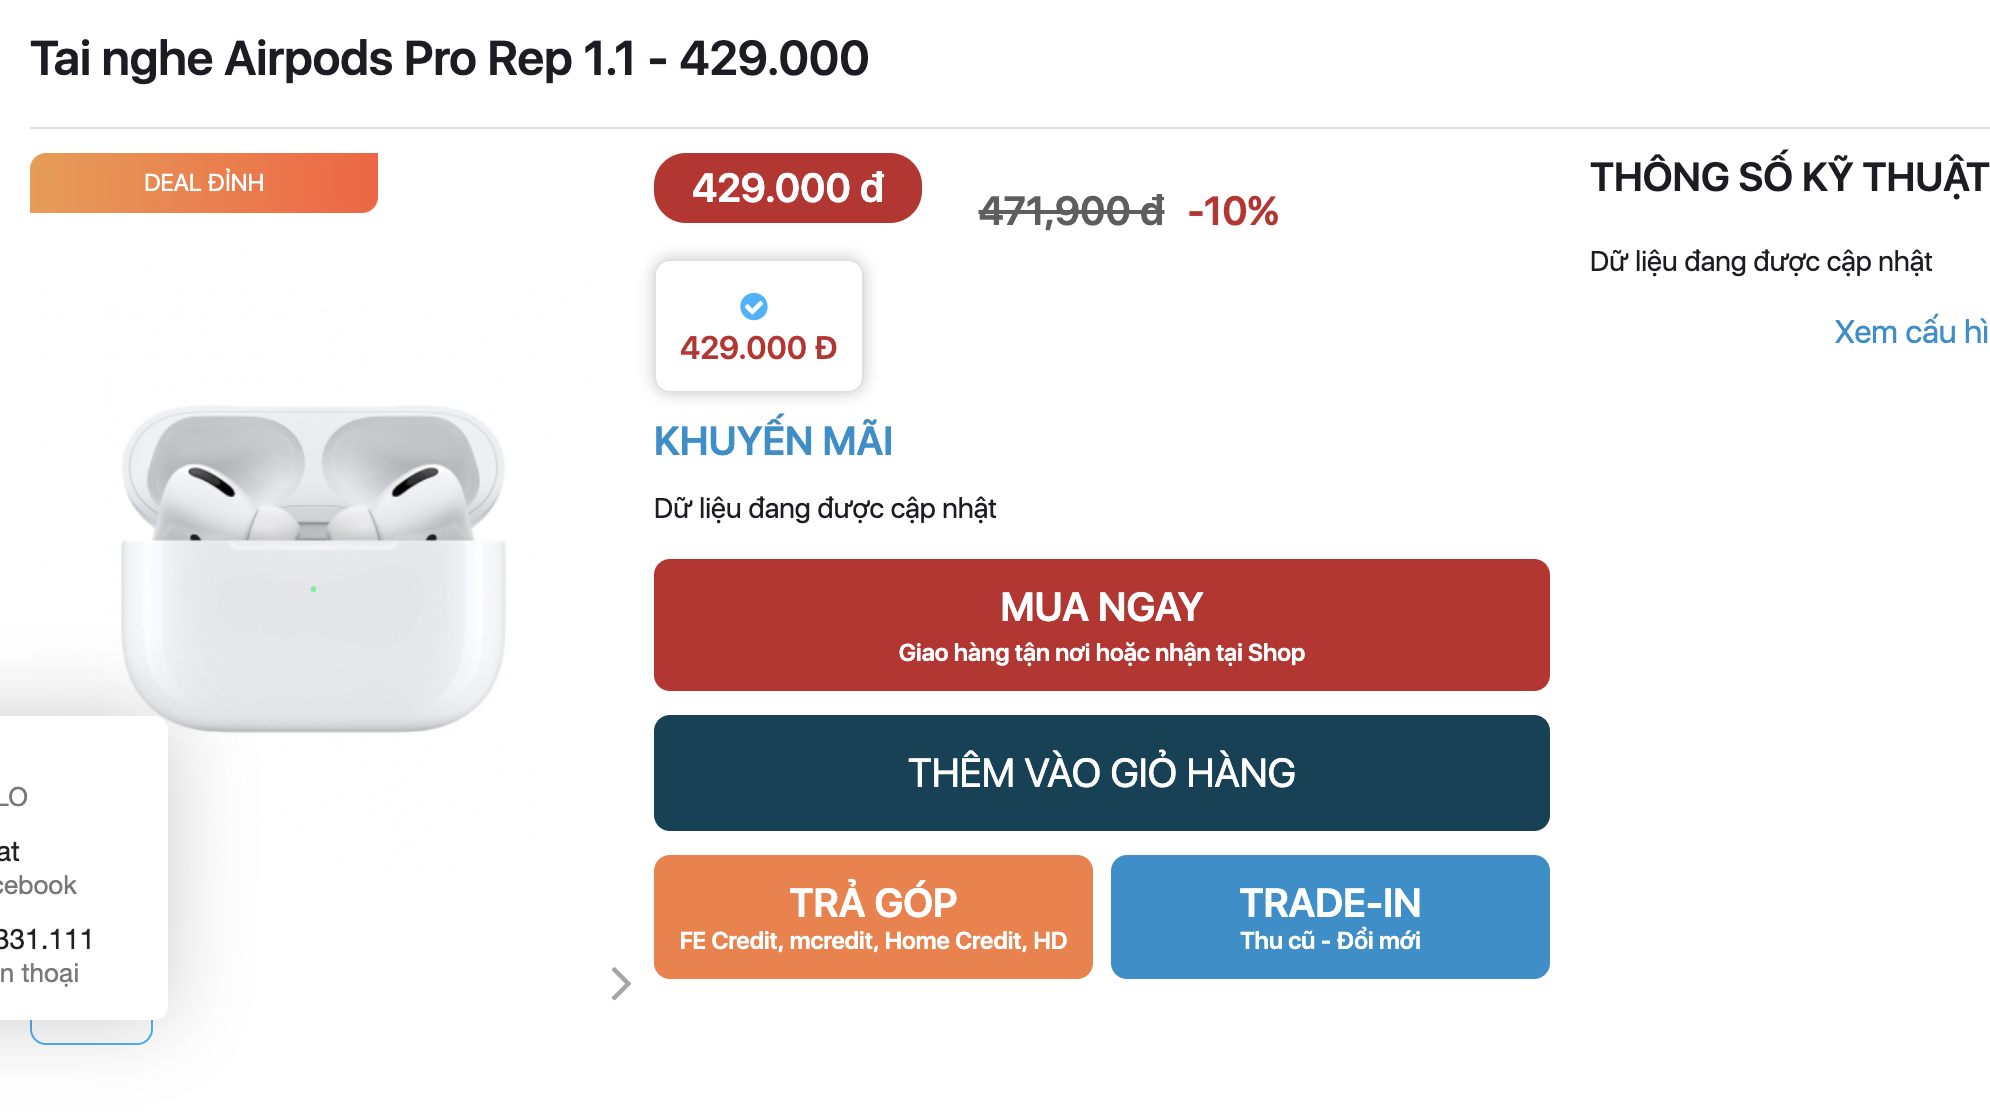 Tai nghe Airpods Pro Rep 1.1 - 429.000
DEAL ĐỈNH
429.000 đ
471,900 đ -10%
429.000 Đ
KHUYẾN MÃI
Dữ liệu đang được cập nhật
MUA NGAY
Giao hàng tận nơi hoặc nhận tại Shop
THÊM VÀO GIỎ HÀNG
TRẢ GÓP
FE Credit, mcredit, Home Credit, HD
TRADE-IN
Thu cũ - Đổi mới
THÔNG SỐ KỸ THUẬT
Dữ liệu đang được cập nhật
Xem cấu hì
LO
at
cebook
331.111
n thoại